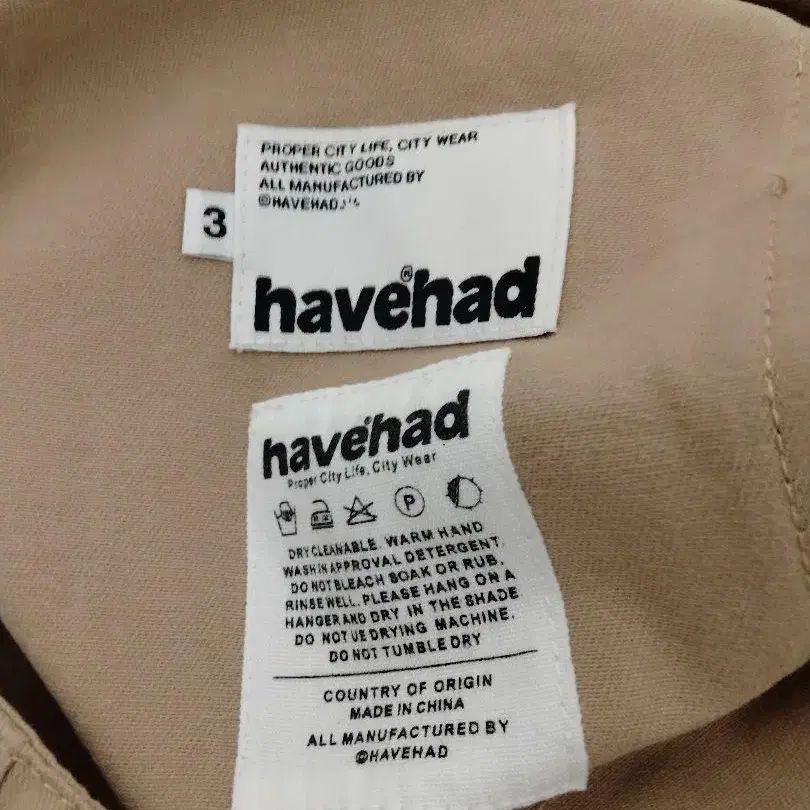 PROPER CITY LIFE, CITY WEAR
AUTHENTIC GOODS
ALL MANUFACTURED BY
©HAVEHAD
3
havehad®
havehad
Proper City Life, City Wear
P
DRY CLEANABLE. WARM HAND
WASH IN APPROVAL DETERGENT.
DO NOT BLEACH SOAK OR RUB.
RINSE WELL. PLEASE HANG ON A
HANGER AND DRY IN THE SHADE
DO NOT UE DRYING MACHINE.
DO NOT TUMBLE DRY
COUNTRY OF ORIGIN
MADE IN CHINA
ALL MANUFACTURED BY
©HAVEHAD